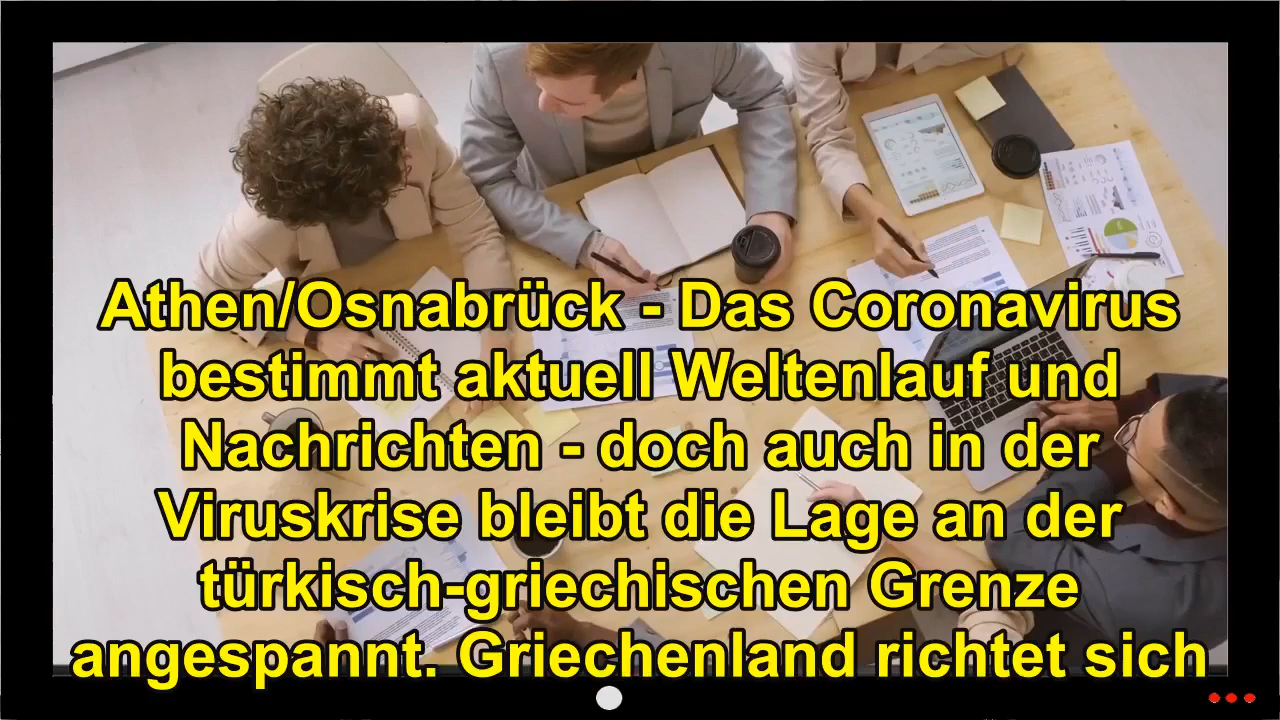 Athen/Osnabrück - Das Coronavirus
bestimmt aktuell Weltenlauf und
Nachrichten - doch auch in der
Viruskrise bleibt die Lage an der
türkisch-griechischen Grenze
angespannt. Griechenland richtet sich